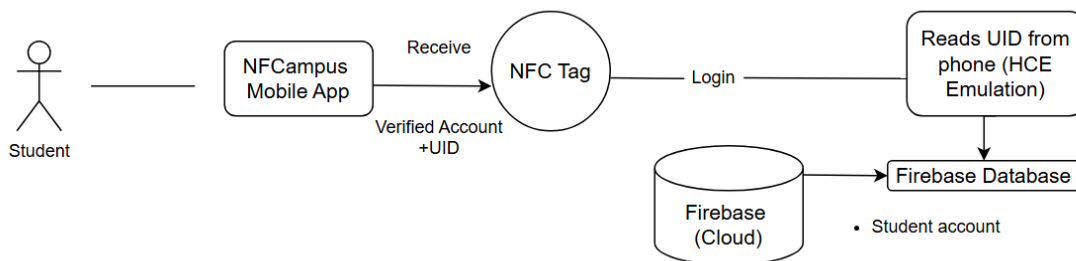 Student
NFCampus
Mobile App
Receive
Verified Account
+UID
NFC Tag
Login
Reads UID from
phone (HCE
Emulation)
Firebase Database
Firebase
(Cloud)
• Student account